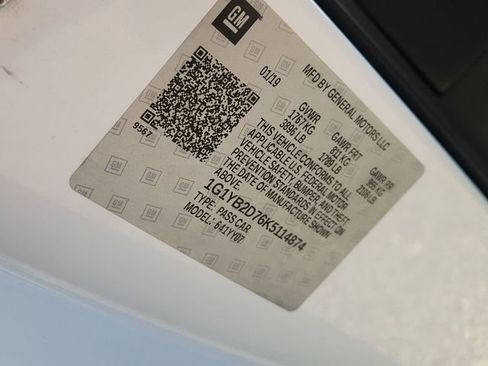 GM
MFD BY GENERAL MOTORS LLC
01/19
GVWR
1767 KG
3896 LB
GAWR FRT
811 KG
1788 LB
GAWR RR
KG
LB
THIS VEHICLE CONFORMS TO ALL
APPLICABLE U.S. FEDERAL MOTOR
VEHICLE SAFETY, BUMPER, AND THEFT
PREVENTION STANDARDS IN EFFECT ON
THE DATE OF MANUFACTURE SHOWN
ABOVE.
1G1YB2D76K5114874
TYPE: PASS CAR
MODEL: 641YY07
9567